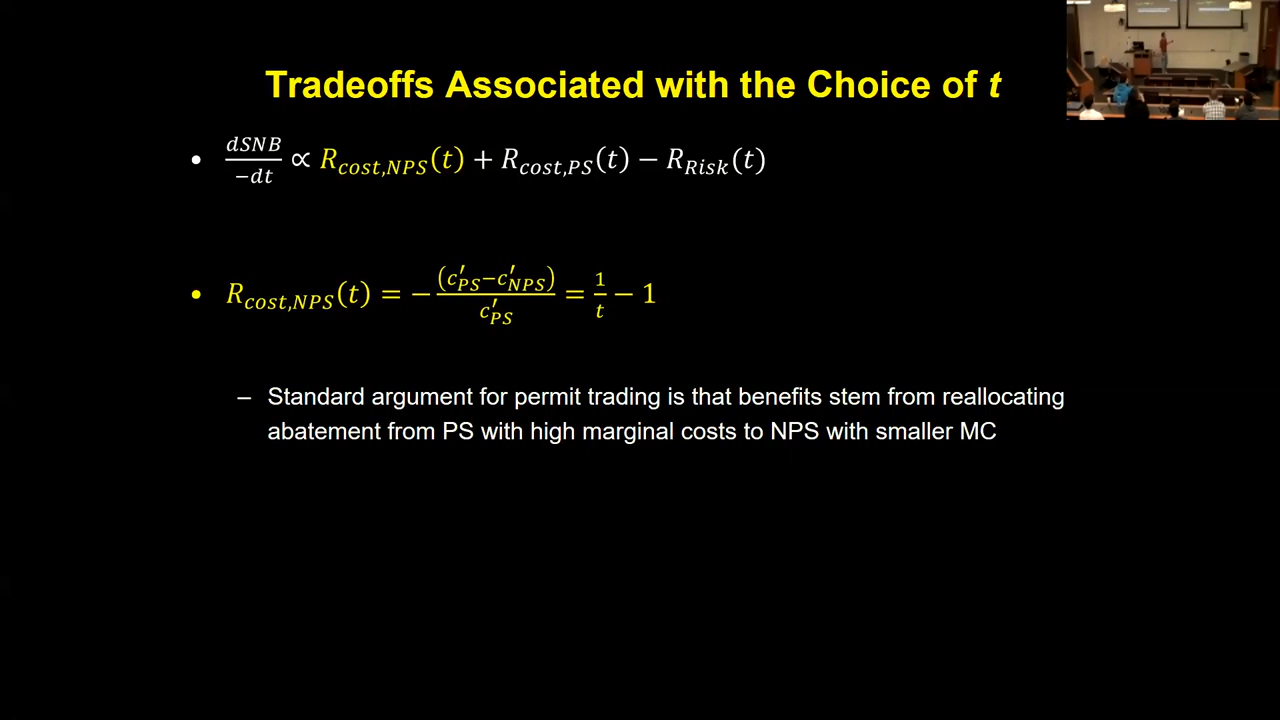 Tradeoffs Associated with the Choice of t
• dSNB/−dt ∝ R_cost,NPS(t) + R_cost,PS(t) − R_Risk(t)
• R_cost,NPS(t) = −(c′_PS−c′_NPS)/c′_PS = 1/t − 1
– Standard argument for permit trading is that benefits stem from reallocating
abatement from PS with high marginal costs to NPS with smaller MC